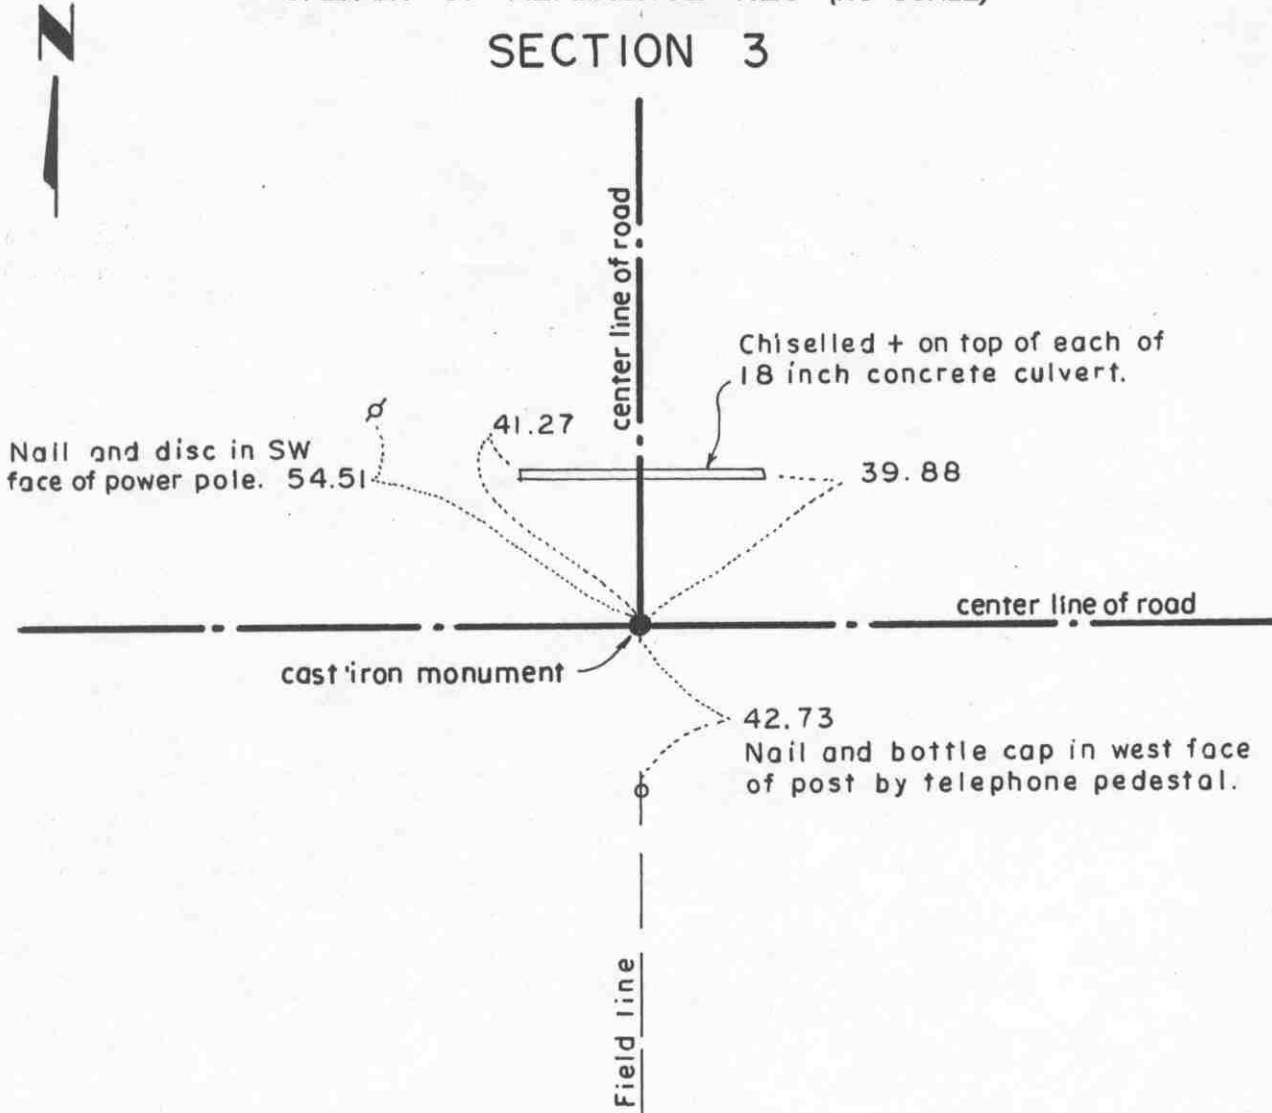 N
SECTION 3
center line of road
Chiselled + on top of each of
18 inch concrete culvert.
41.27
Nail and disc in SW
face of power pole. 54.51
39.88
center line of road
cast iron monument
42.73
Nail and bottle cap in west face
of post by telephone pedestal.
Field line